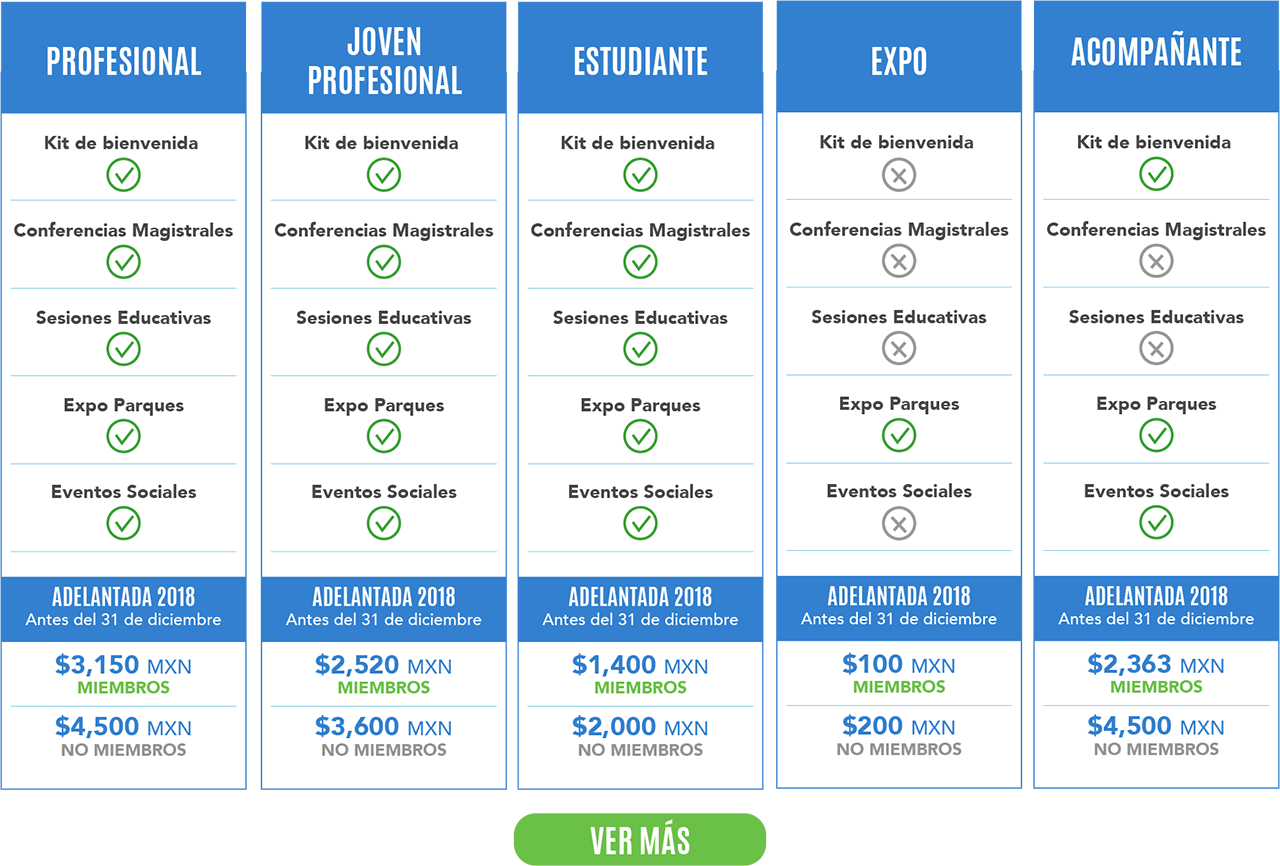 PROFESIONAL
Kit de bienvenida
Conferencias Magistrales
Sesiones Educativas
Expo Parques
Eventos Sociales
ADELANTADA 2018
Antes del 31 de diciembre
$3,150 MXN
MIEMBROS
$4,500 MXN
NO MIEMBROS
JOVEN
PROFESIONAL
Kit de bienvenida
Conferencias Magistrales
Sesiones Educativas
Expo Parques
Eventos Sociales
ADELANTADA 2018
Antes del 31 de diciembre
$2,520 MXN
MIEMBROS
$3,600 MXN
NO MIEMBROS
ESTUDIANTE
Kit de bienvenida
Conferencias Magistrales
Sesiones Educativas
Expo Parques
Eventos Sociales
ADELANTADA 2018
Antes del 31 de diciembre
$1,400 MXN
MIEMBROS
$2,000 MXN
NO MIEMBROS
EXPO
Kit de bienvenida
Conferencias Magistrales
Sesiones Educativas
Expo Parques
Eventos Sociales
ADELANTADA 2018
Antes del 31 de diciembre
$100 MXN
MIEMBROS
$200 MXN
NO MIEMBROS
ACOMPAÑANTE
Kit de bienvenida
Conferencias Magistrales
Sesiones Educativas
Expo Parques
Eventos Sociales
ADELANTADA 2018
Antes del 31 de diciembre
$2,363 MXN
MIEMBROS
$4,500 MXN
NO MIEMBROS
VER MÁS